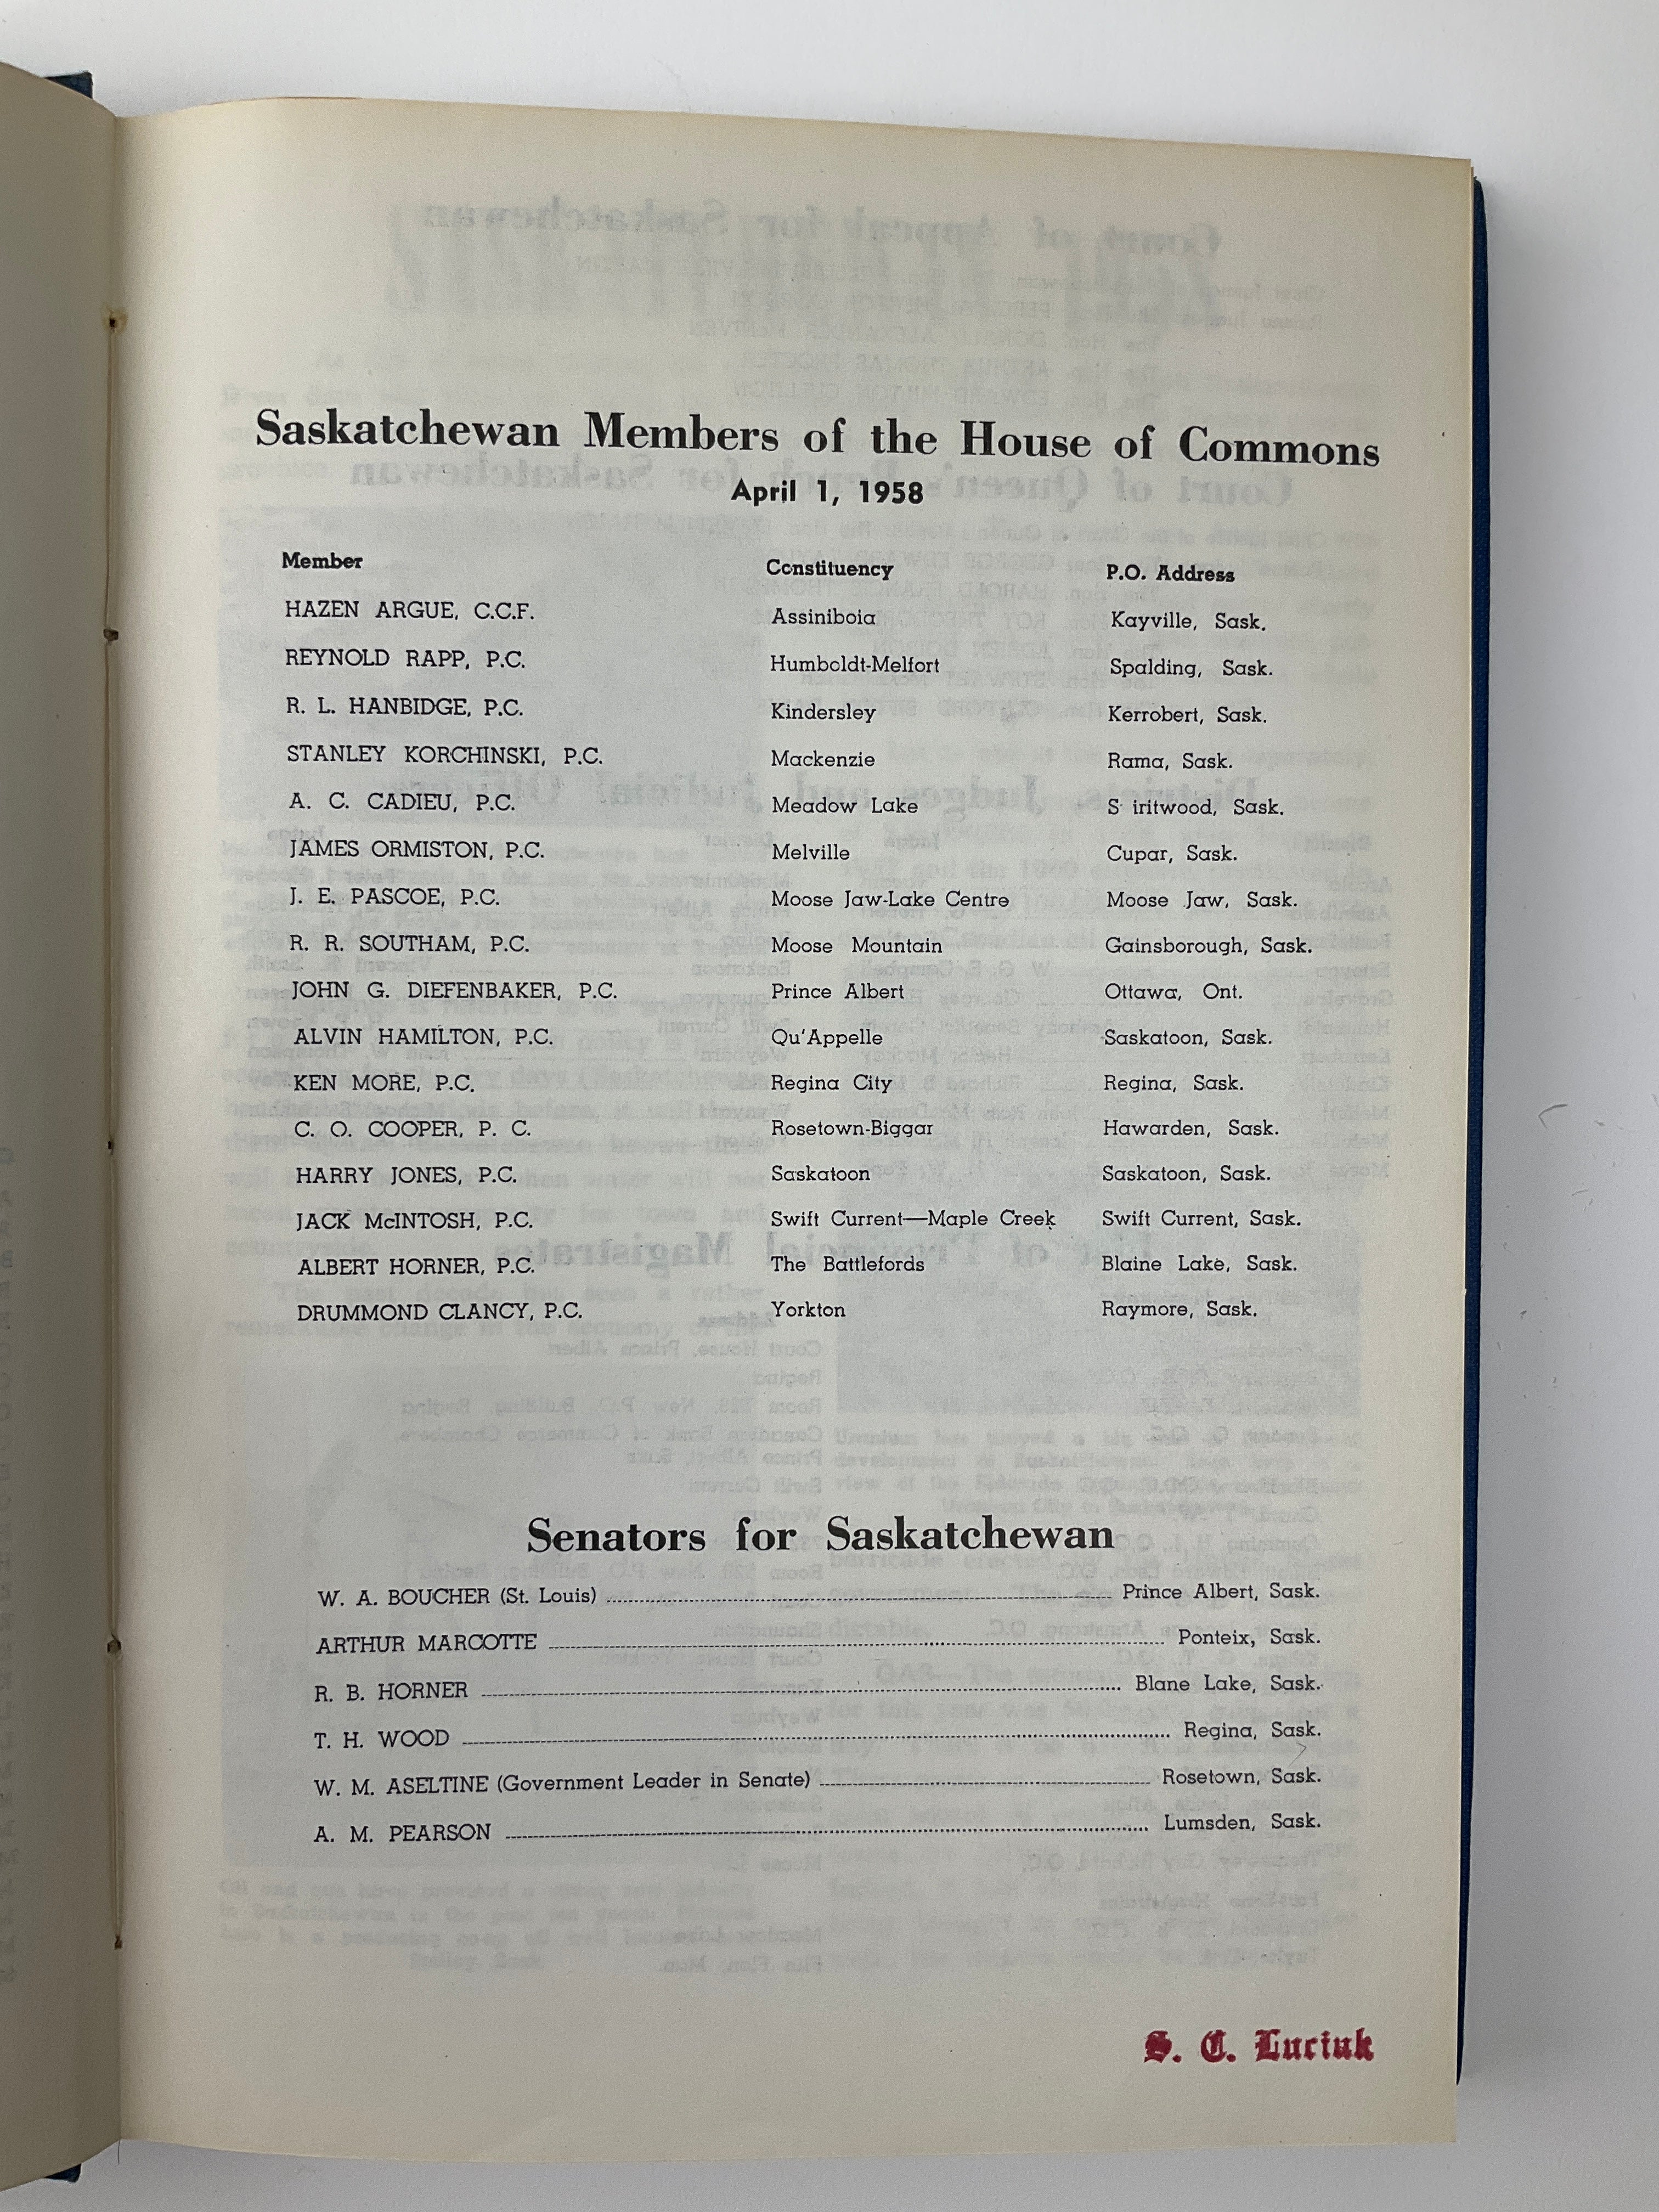 Saskatchewan Members of the House of Commons
April 1, 1958
Member Constituency P.O. Address
HAZEN ARGUE, C.C.F. Assiniboia Kayville, Sask.
REYNOLD RAPP, P.C. Humboldt-Melfort Spalding, Sask.
R. L. HANBIDGE, P.C. Kindersley Kerrobert, Sask.
STANLEY KORCHINSKI, P.C. Mackenzie Rama, Sask.
A. C. CADIEU, P.C. Meadow Lake S iritwood, Sask.
JAMES ORMISTON, P.C. Melville Cupar, Sask.
J. E. PASCOE, P.C. Moose Jaw-Lake Centre Moose Jaw, Sask.
R. R. SOUTHAM, P.C. Moose Mountain Gainsborough, Sask.
JOHN G. DIEFENBAKER, P.C. Prince Albert Ottawa, Ont.
ALVIN HAMILTON, P.C. Qu'Appelle Saskatoon, Sask.
KEN MORE, P.C. Regina City Regina, Sask.
C. O. COOPER, P. C. Rosetown-Biggar Hawarden, Sask.
HARRY JONES, P.C. Saskatoon Saskatoon, Sask.
JACK McINTOSH, P.C. Swift Current—Maple Creek Swift Current, Sask.
ALBERT HORNER, P.C. The Battlefords Blaine Lake, Sask.
DRUMMOND CLANCY, P.C. Yorkton Raymore, Sask.
Senators for Saskatchewan
W. A. BOUCHER (St. Louis) Prince Albert, Sask.
ARTHUR MARCOTTE Ponteix, Sask.
R. B. HORNER Blane Lake, Sask.
T. H. WOOD Regina, Sask.
W. M. ASELTINE (Government Leader in Senate) Rosetown, Sask.
A. M. PEARSON Lumsden, Sask.
S. C. Luciuk